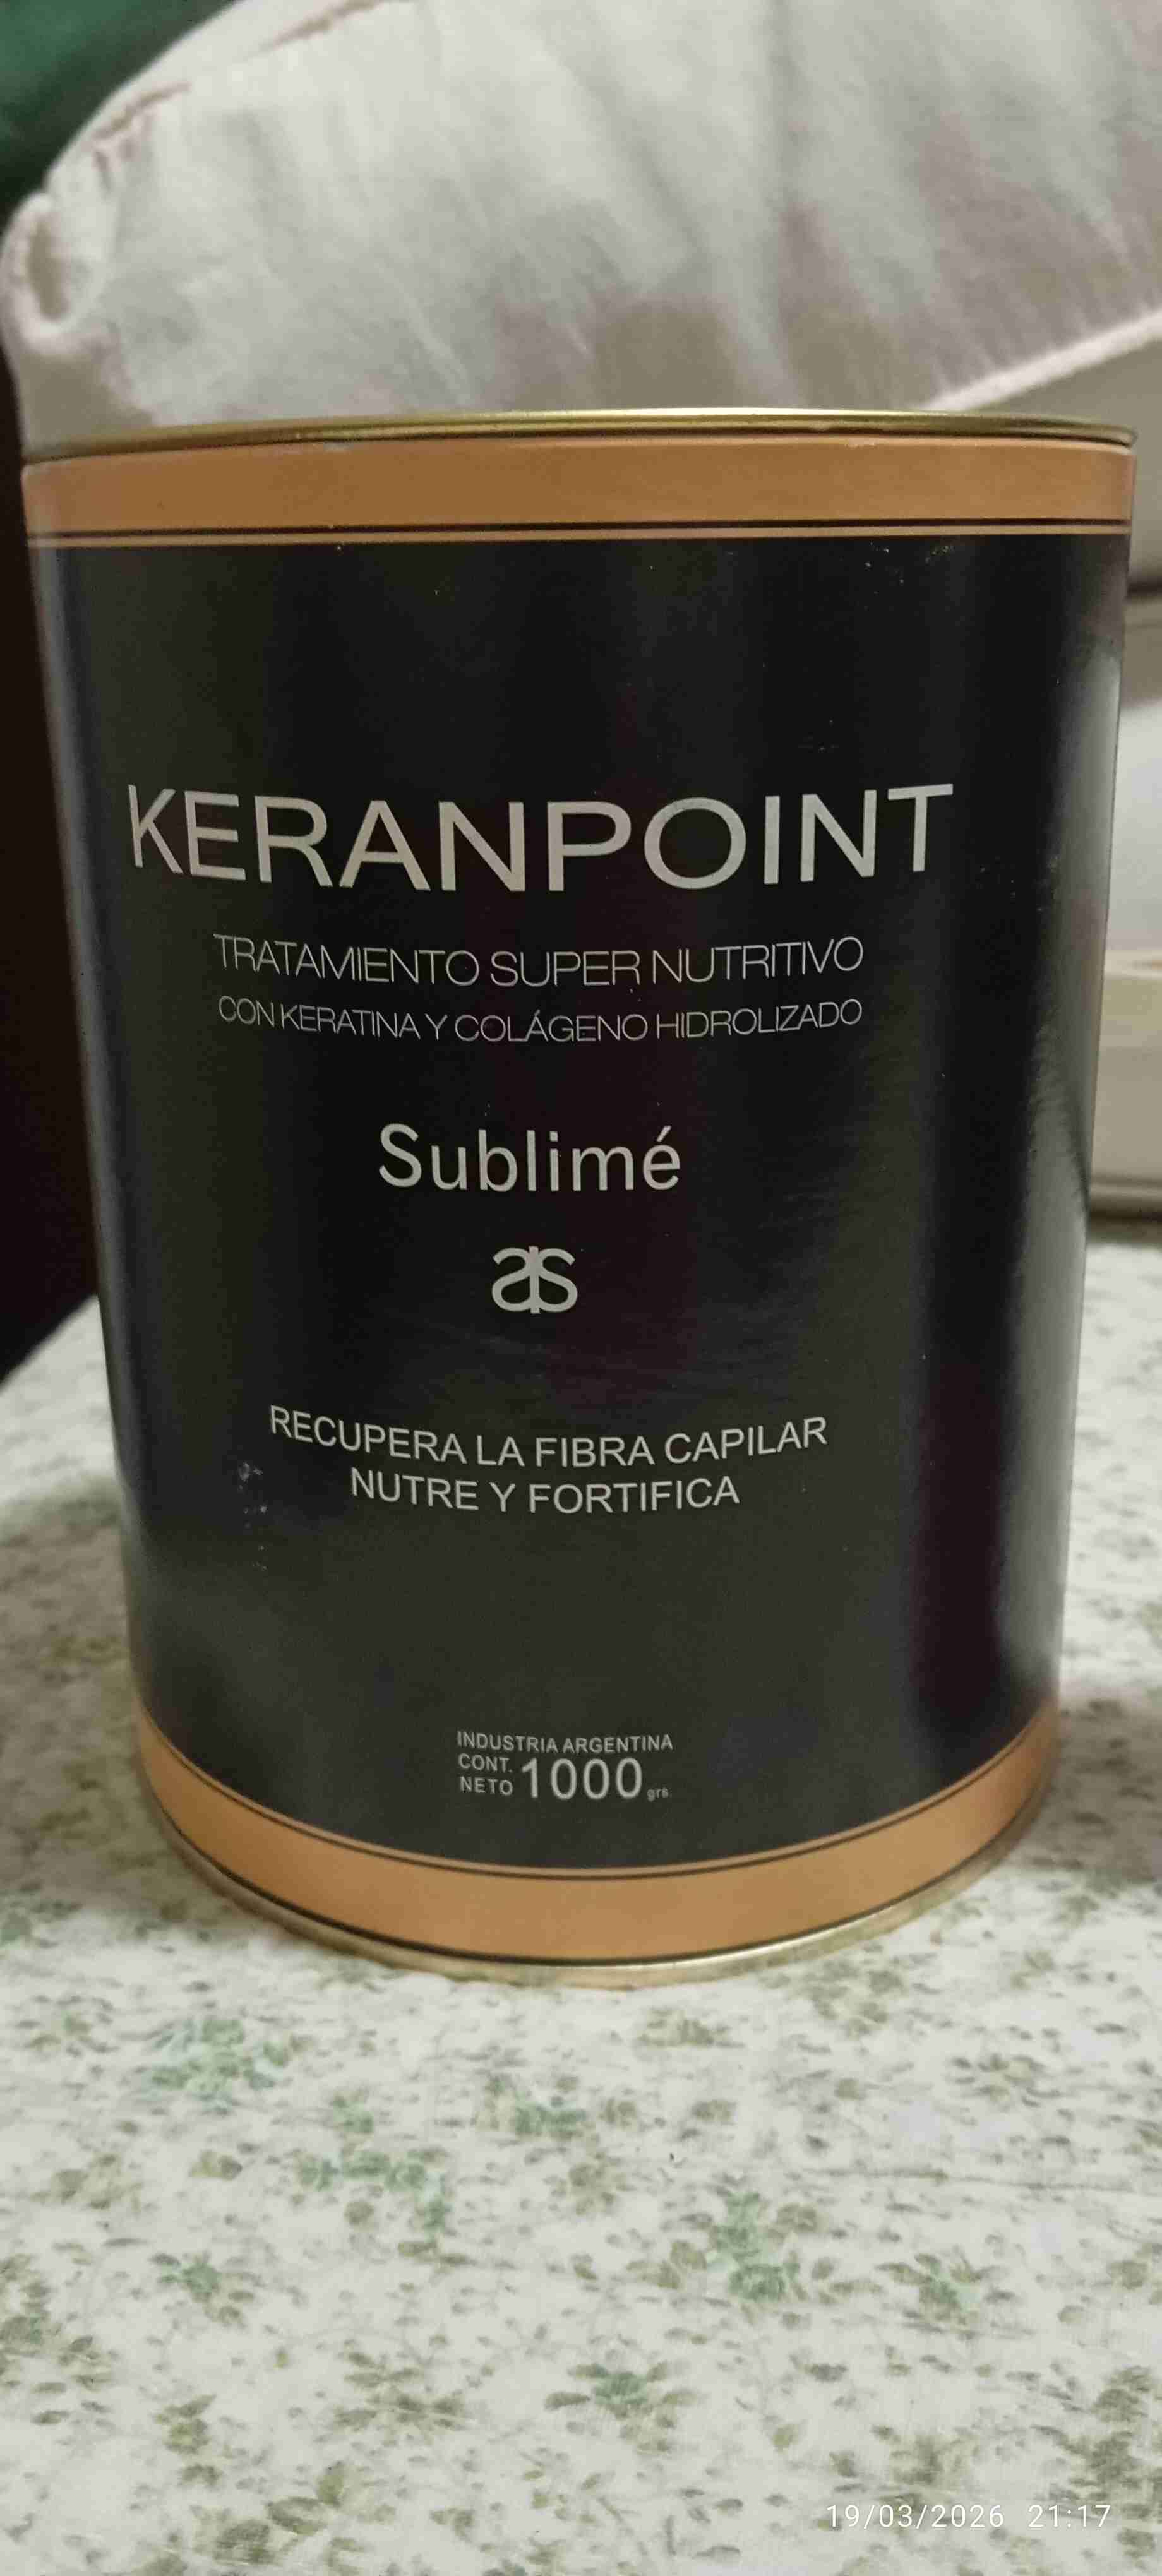 KERANPOINT
TRATAMIENTO SUPER NUTRITIVO
CON KERATINA Y COLÁGENO HIDROLIZADO
Sublimé
RECUPERA LA FIBRA CAPILAR
NUTRE Y FORTIFICA
INDUSTRIA ARGENTINA
CONT.
NETO 1000 grs
19/03/2026 21:17